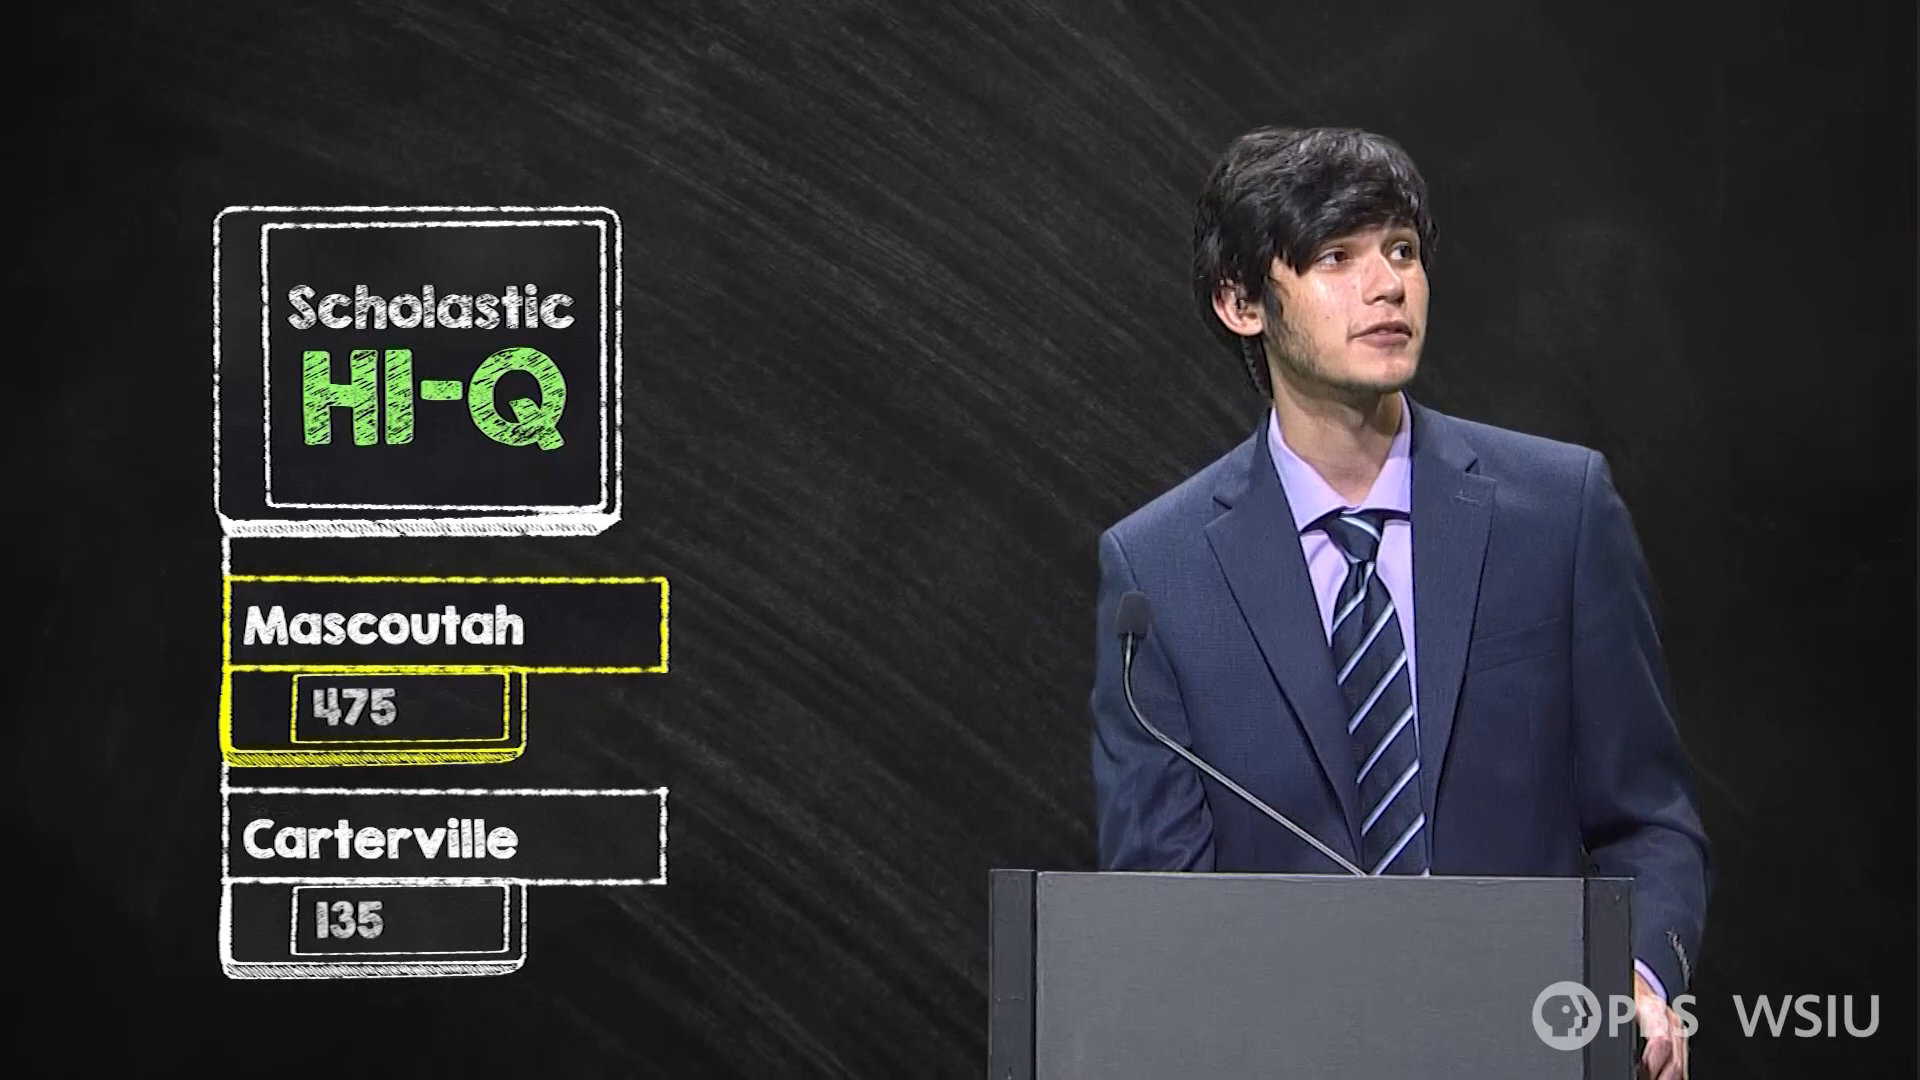 Scholastic
HI-Q
Mascoutah
475
Carterville
135
PBS WSIU